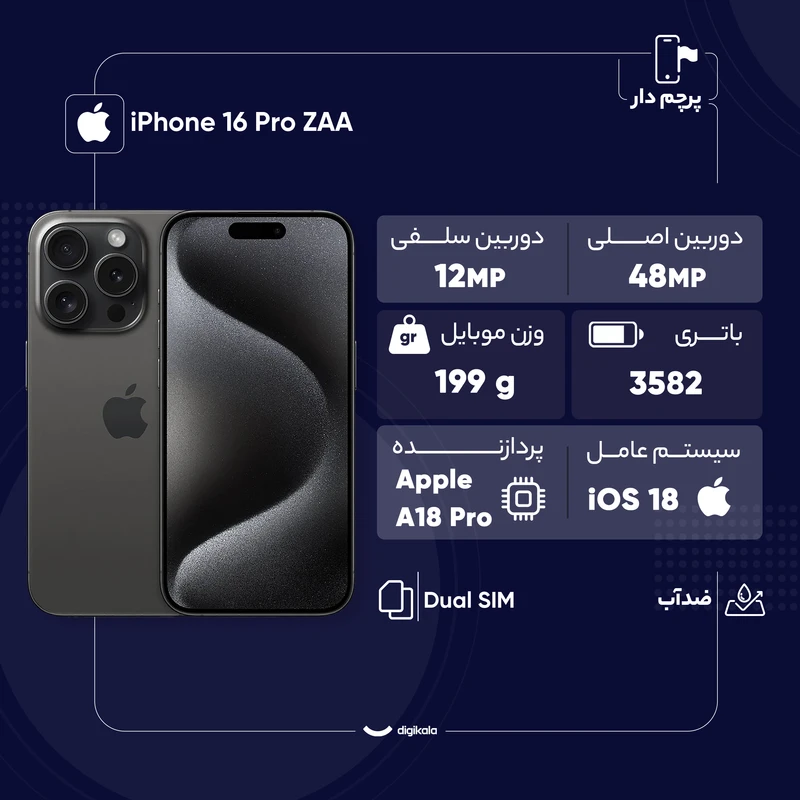 پرچم دار
iPhone 16 Pro ZAA
دوربین اصلی
48MP
دوربین سلفی
12MP
باتری
3582
وزن موبایل
gr
199 g
سیستم عامل
iOS 18
پردازنده
Apple
A18 Pro
ضدآب
Dual SIM
digikala